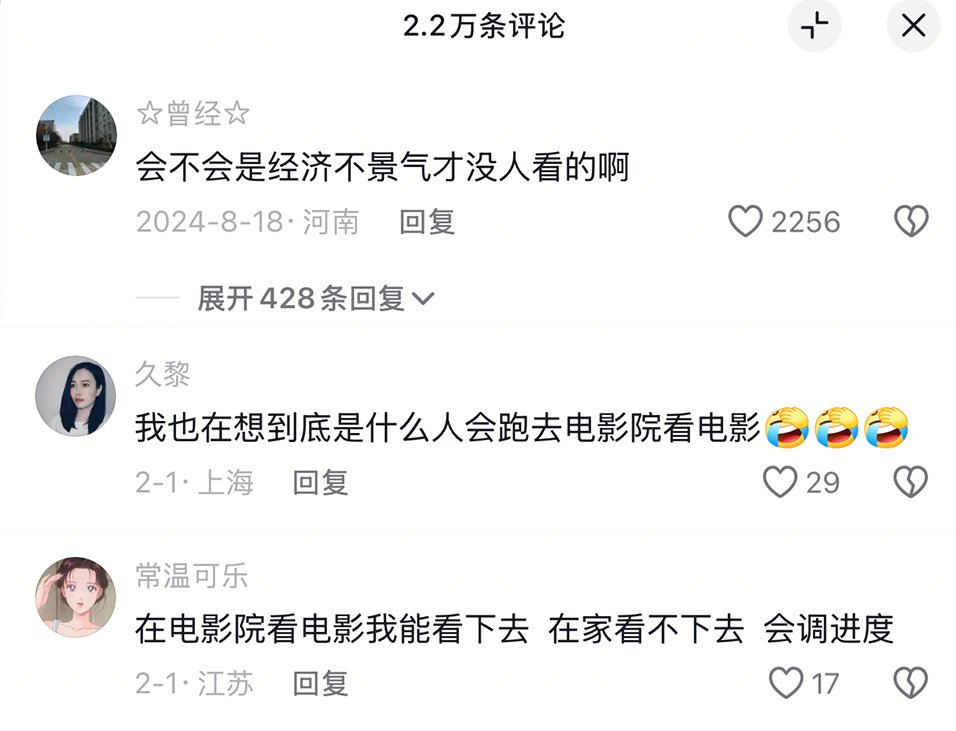 2.2万条评论
☆曾经☆
会不会是经济不景气才没人看的啊
2024-8-18· 河南 回复 2256
展开 428 条回复
久黎
我也在想到底是什么人会跑去电影院看电影🤣🤣🤣
2-1· 上海 回复 29
常温可乐
在电影院看电影我能看下去 在家看不下去 会调进度
2-1· 江苏 回复 17